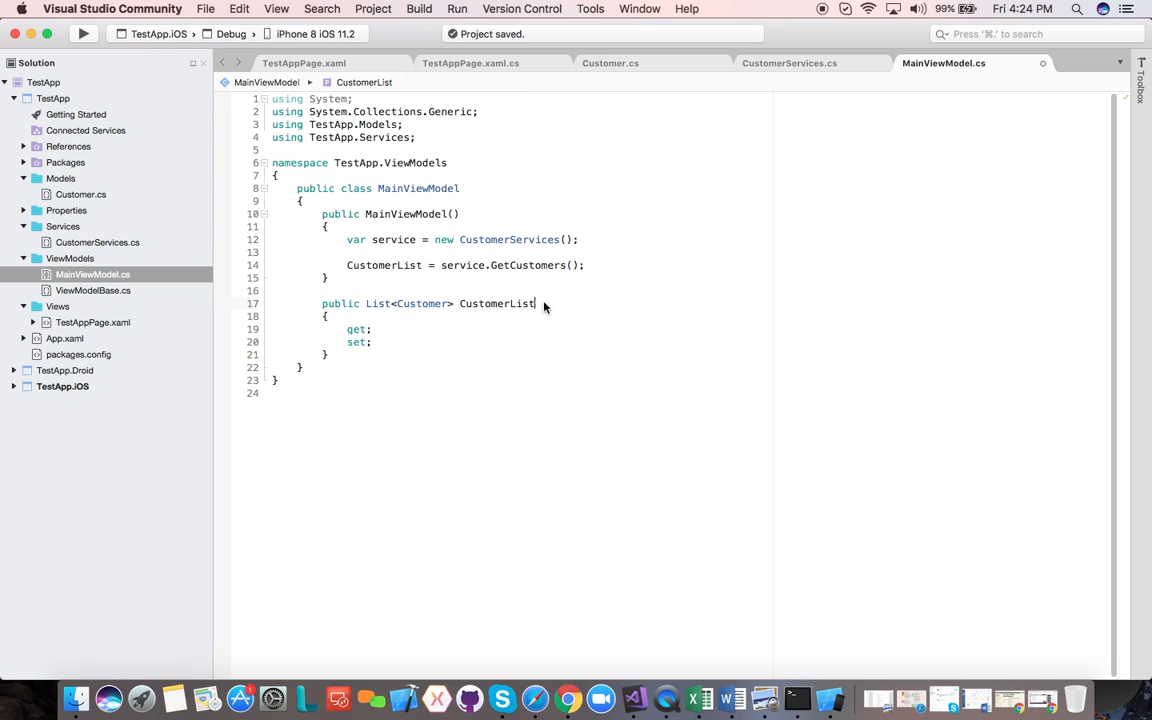 Visual Studio Community File Edit View Search Project Build Run Version Control Tools Window Help 99% Fri 4:24 PM
TestApp.iOS > Debug > iPhone 8 iOS 11.2 Project saved. Press '⌘.' to search
Solution
TestAppPage.xaml TestAppPage.xaml.cs Customer.cs CustomerServices.cs MainViewModel.cs
MainViewModel CustomerList
Toolbox
TestApp
TestApp
Getting Started
Connected Services
References
Packages
Models
Customer.cs
Properties
Services
CustomerServices.cs
ViewModels
MainViewModel.cs
ViewModelBase.cs
Views
TestAppPage.xaml
App.xaml
packages.config
TestApp.Droid
TestApp.iOS
1 using System;
2 using System.Collections.Generic;
3 using TestApp.Models;
4 using TestApp.Services;
5
6 namespace TestApp.ViewModels
7 {
8 public class MainViewModel
9 {
10 public MainViewModel()
11 {
12 var service = new CustomerServices();
13
14 CustomerList = service.GetCustomers();
15 }
16
17 public List<Customer> CustomerList
18 {
19 get;
20 set;
21 }
22 }
23 }
24